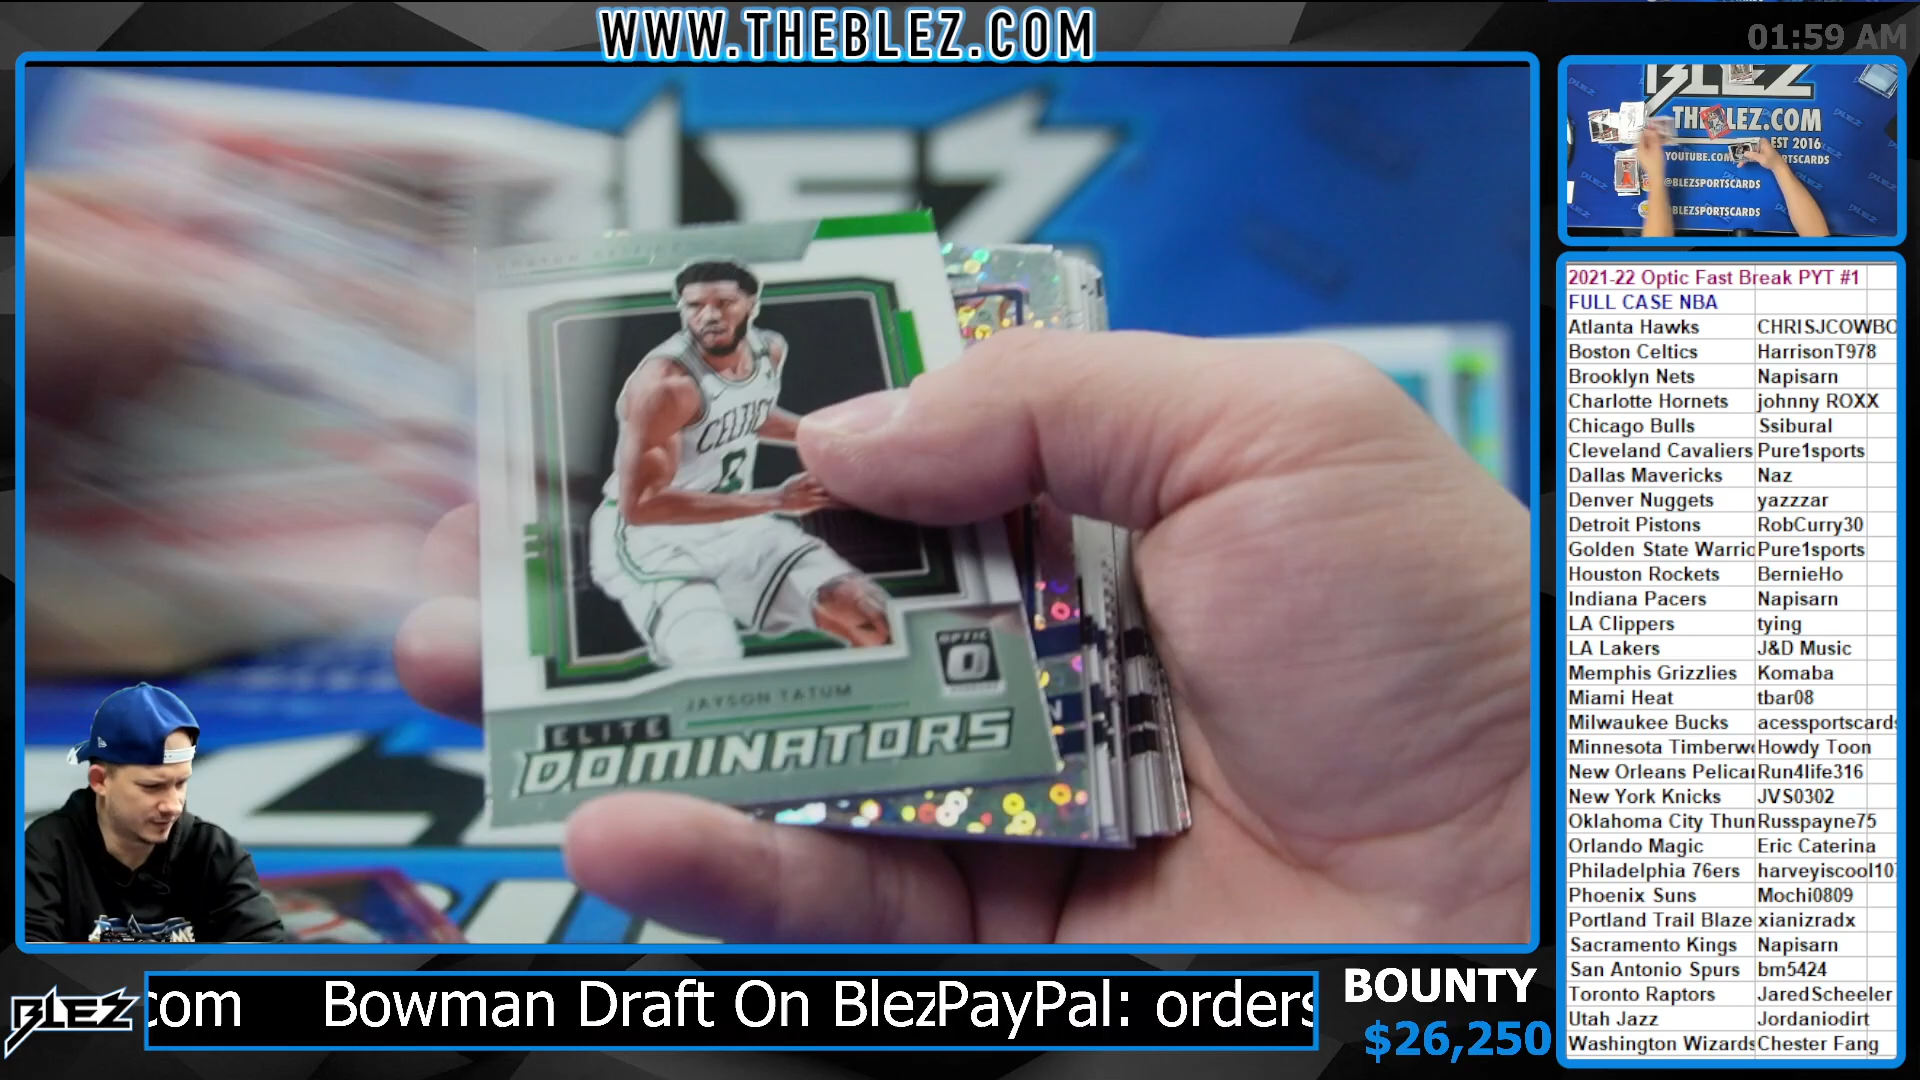 WWW.THEBLEZ.COM
01:59 AM
BLEZ
THEBLEZ.COM
EST 2016
YOUTUBE.COM
RTSCARDS
@BLEZSPORTSCARDS
BLEZSPORTSCARDS
BLEZ
CELTIC
0
OPTIC
JAYSON TATUM
ELITE
DOMINATORS
2021-22 Optic Fast Break PYT #1
FULL CASE NBA
Atlanta Hawks CHRISJCOWBO
Boston Celtics HarrisonT978
Brooklyn Nets Napisarn
Charlotte Hornets johnny ROXX
Chicago Bulls Ssibural
Cleveland Cavaliers Pure1sports
Dallas Mavericks Naz
Denver Nuggets yazzzar
Detroit Pistons RobCurry30
Golden State Warric Pure1sports
Houston Rockets BernieHo
Indiana Pacers Napisarn
LA Clippers tying
LA Lakers J&D Music
Memphis Grizzlies Komaba
Miami Heat tbar08
Milwaukee Bucks acessportscards
Minnesota Timberwo Howdy Toon
New Orleans Pelica Run4life316
New York Knicks JVS0302
Oklahoma City Thun Russpayne75
Orlando Magic Eric Caterina
Philadelphia 76ers harveyiscool10
Phoenix Suns Mochi0809
Portland Trail Blaze xianizradx
Sacramento Kings Napisarn
San Antonio Spurs bm5424
Toronto Raptors JaredScheeler
Utah Jazz Jordaniodirt
Washington Wizards Chester Fang
BLEZ
com Bowman Draft On BlezPayPal: orders
BOUNTY
$26,250